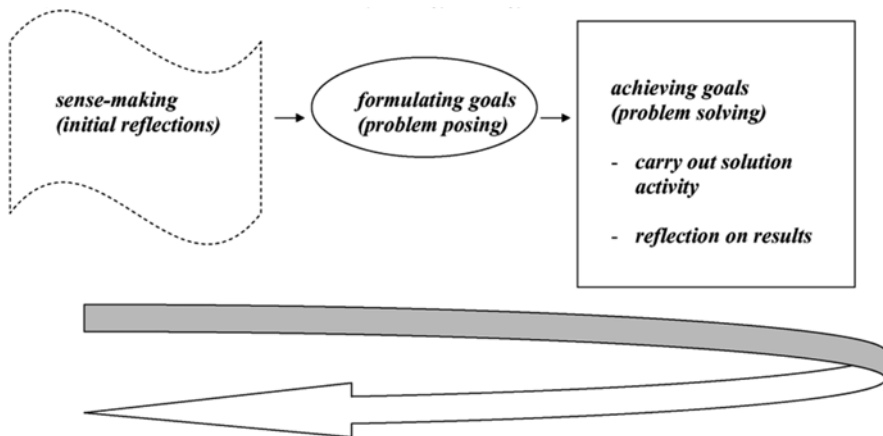 sense-making
(initial reflections)
formulating goals
(problem posing)
achieving goals
(problem solving)
- carry out solution
activity
- reflection on results